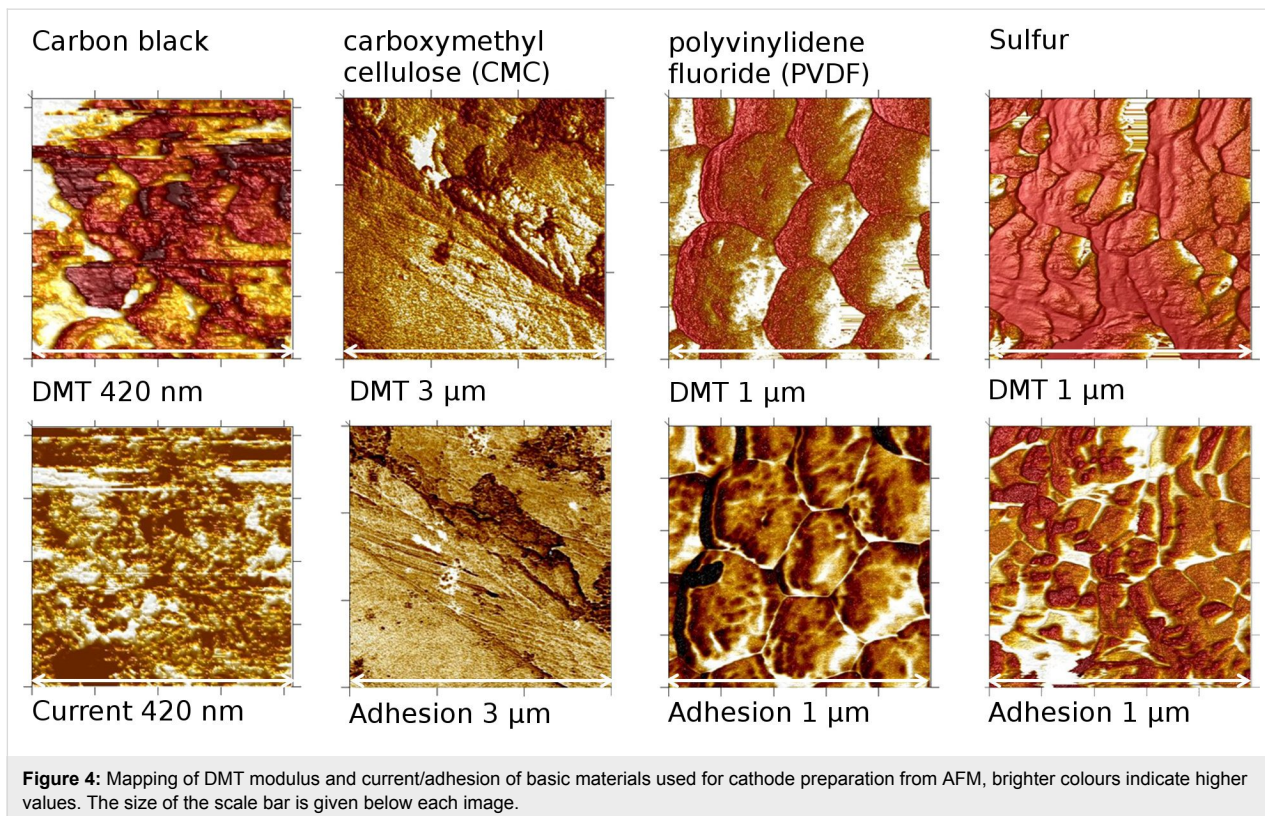 Carbon black
carboxymethyl
cellulose (CMC)
polyvinylidene
fluoride (PVDF)
Sulfur
DMT 420 nm
DMT 3 μm
DMT 1 μm
DMT 1 μm
Current 420 nm
Adhesion 3 μm
Adhesion 1 μm
Adhesion 1 μm
Figure 4: Mapping of DMT modulus and current/adhesion of basic materials used for cathode preparation from AFM, brighter colours indicate higher
values. The size of the scale bar is given below each image.